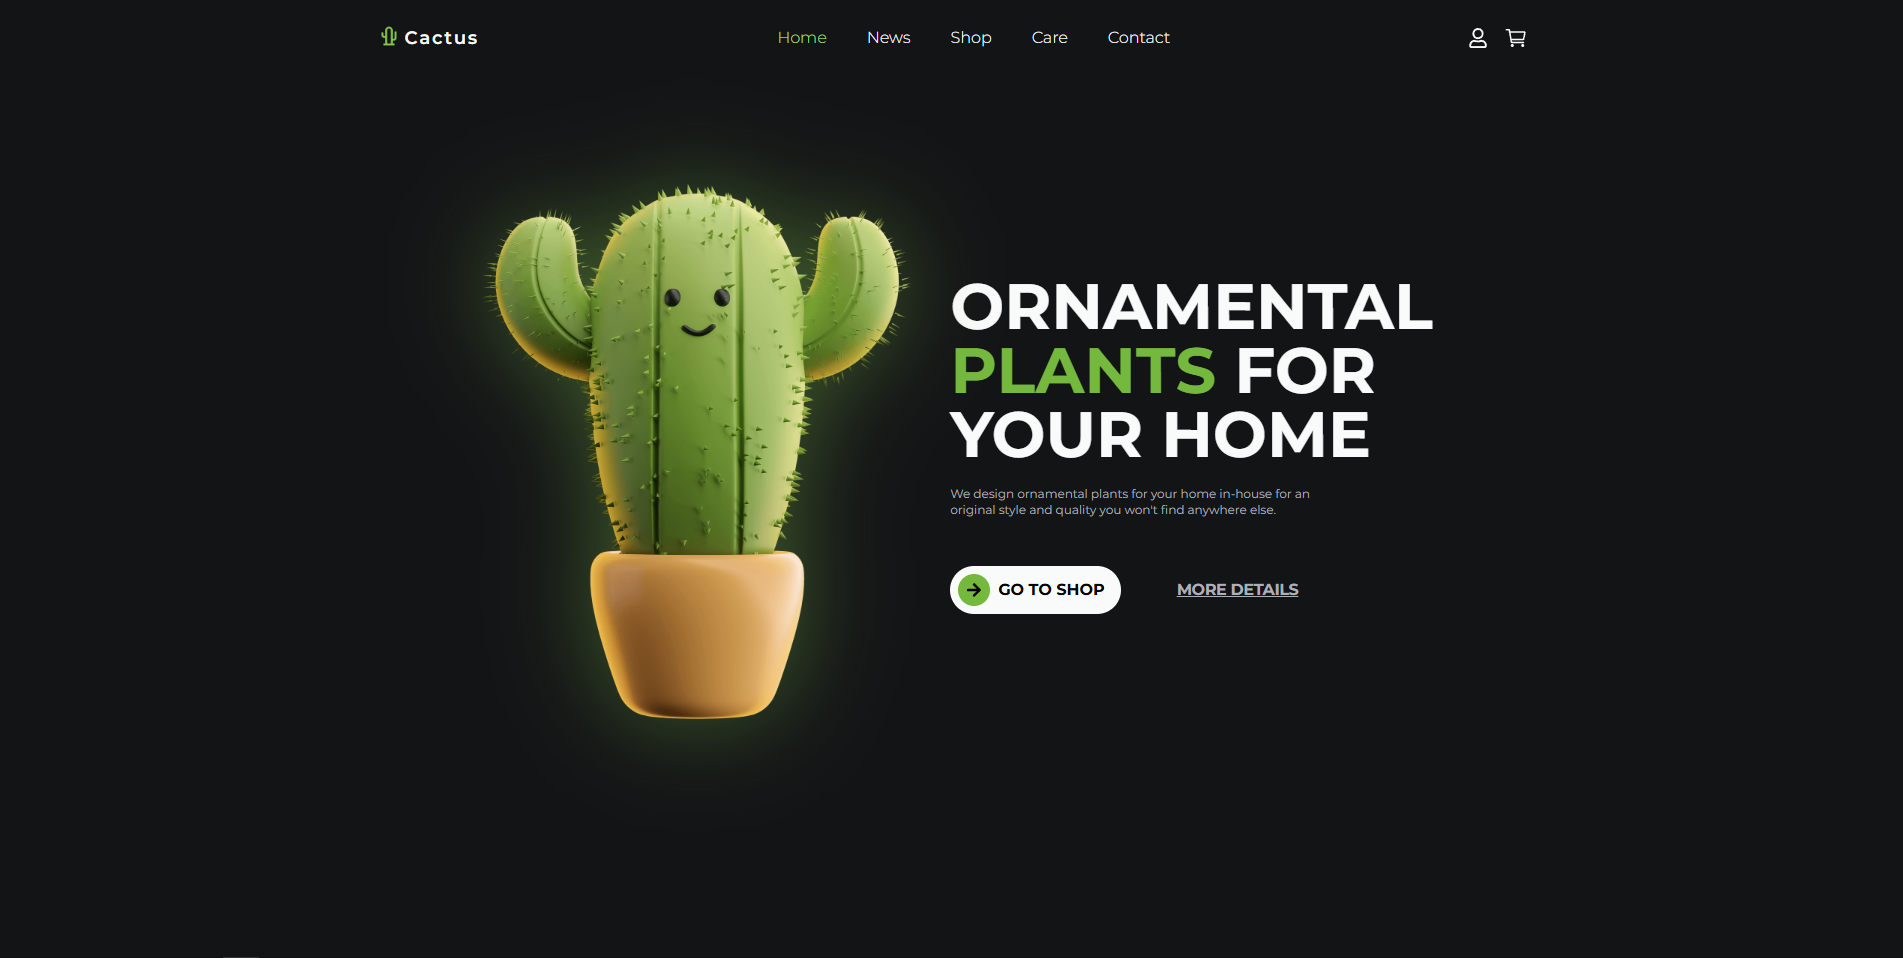 Cactus
Home News Shop Care Contact
ORNAMENTAL
PLANTS FOR
YOUR HOME
We design ornamental plants for your home in-house for an
original style and quality you won't find anywhere else.
GO TO SHOP
MORE DETAILS